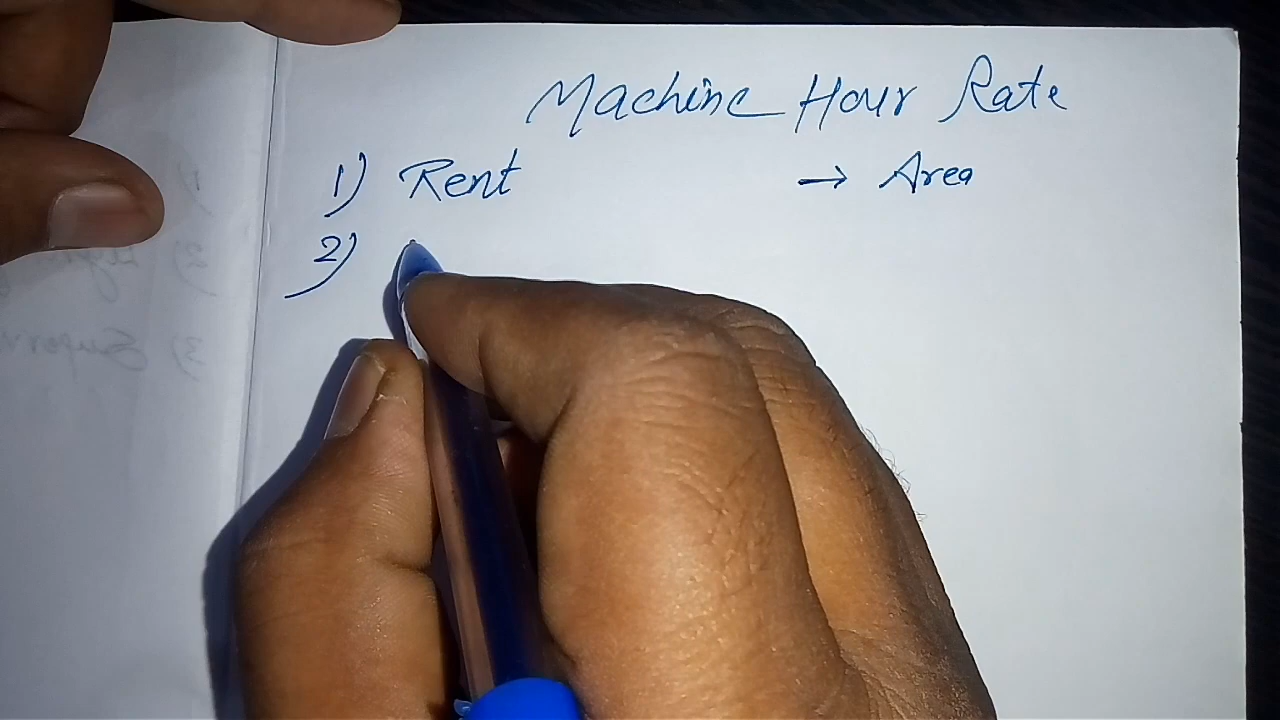 Machine Hour Rate
1) Rent → Area
2)